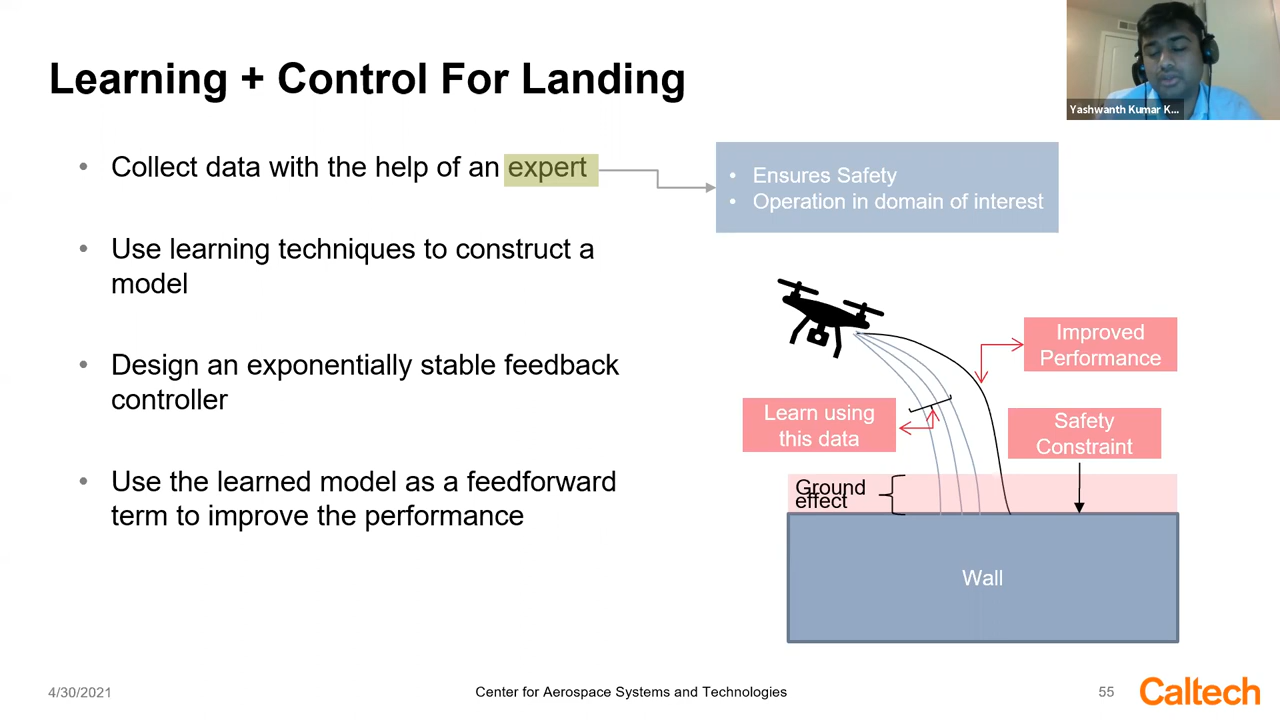 Learning + Control For Landing
Yashwanth Kumar K...
• Collect data with the help of an expert
• Ensures Safety
• Operation in domain of interest
• Use learning techniques to construct a
model
• Design an exponentially stable feedback
controller
• Use the learned model as a feedforward
term to improve the performance
Improved
Performance
Learn using
this data
Safety
Constraint
Ground
effect
Wall
4/30/2021
Center for Aerospace Systems and Technologies
55
Caltech